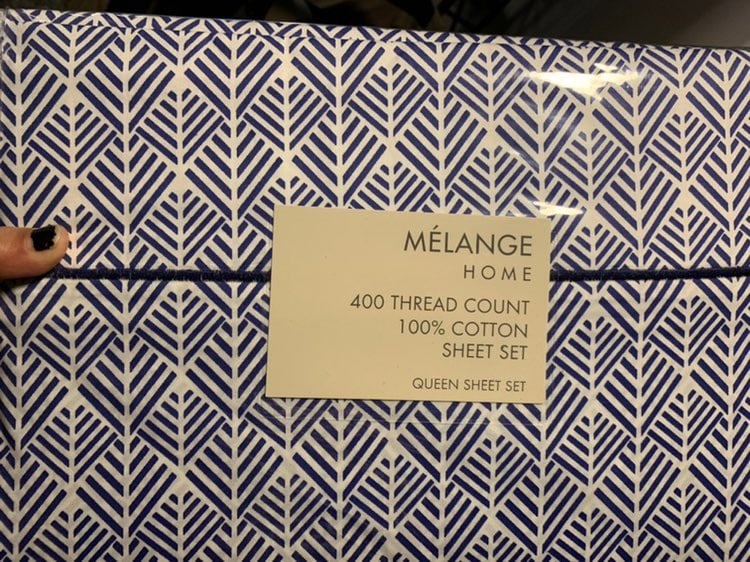 MÉLANGE
HOME
400 THREAD COUNT
100% COTTON
SHEET SET
QUEEN SHEET SET